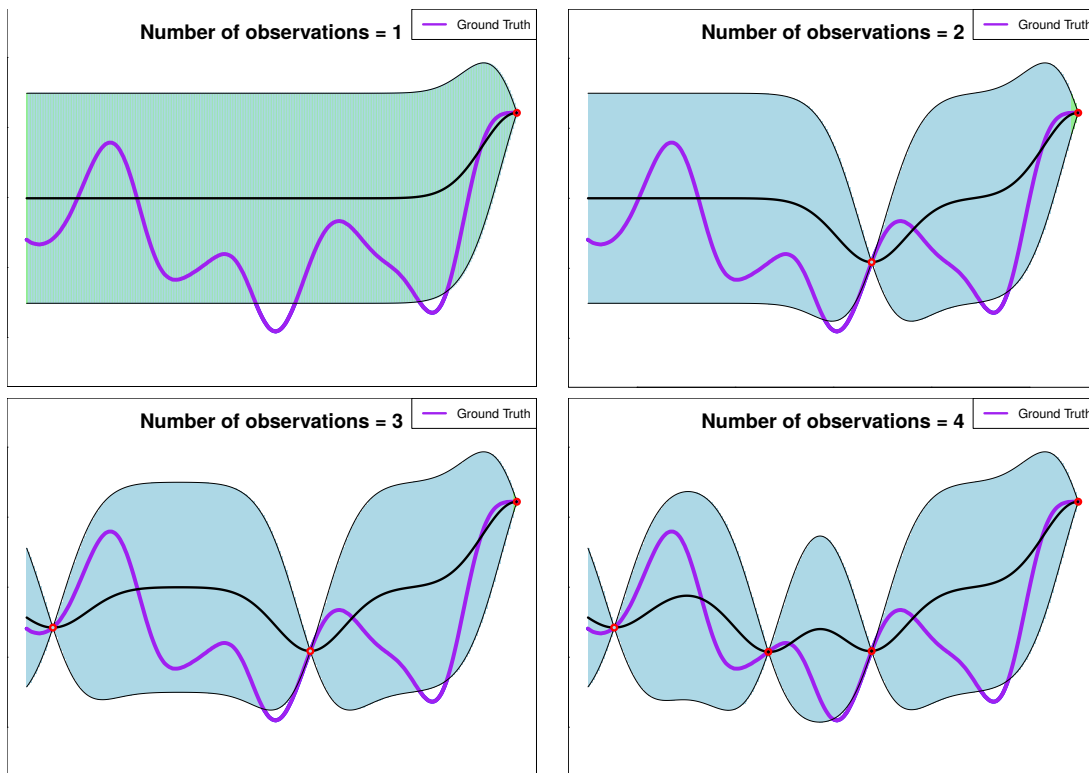 Number of observations = 1
Ground Truth
Number of observations = 2
Ground Truth
Number of observations = 3
Ground Truth
Number of observations = 4
Ground Truth